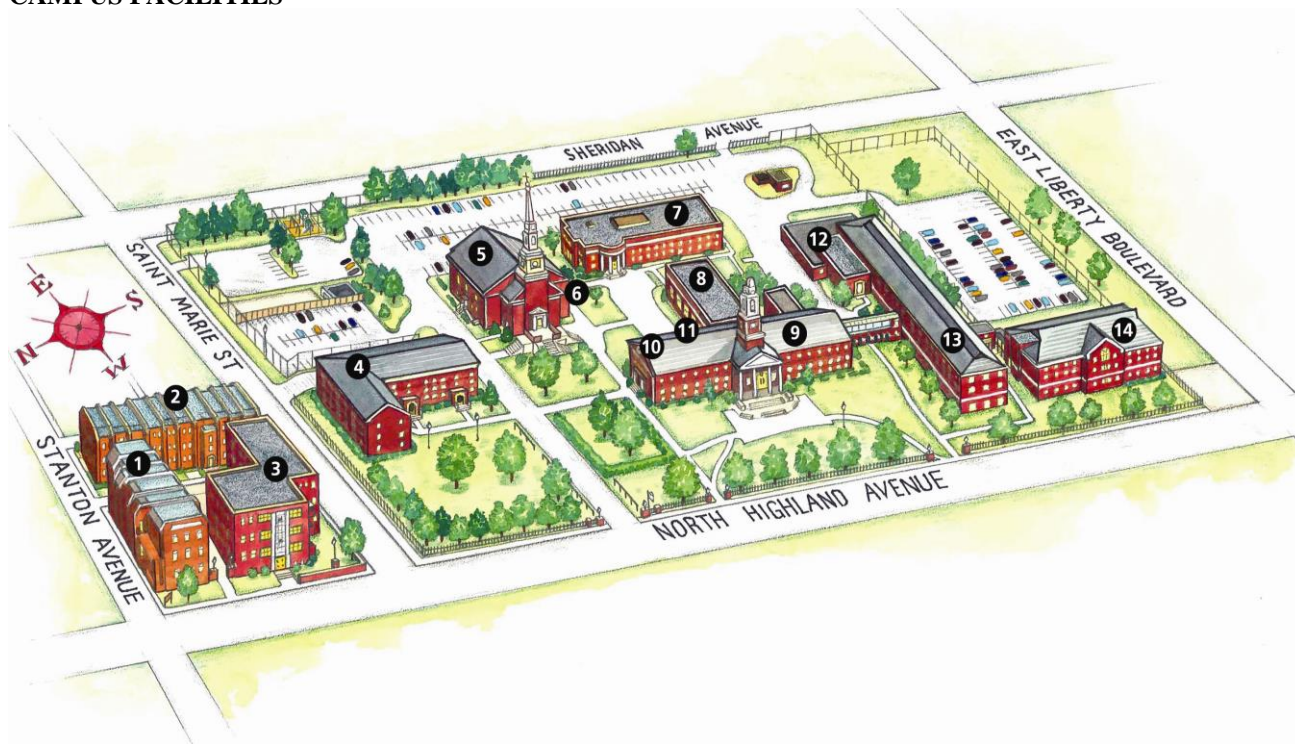 CAMPUS FACILITIES
SHERIDAN AVENUE
EAST LIBERTY BOULEVARD
SAINT MARIE ST
STANTON AVENUE
NORTH HIGHLAND AVENUE
E
S
N
W
1
2
3
4
5
6
7
8
9
10
11
12
13
14